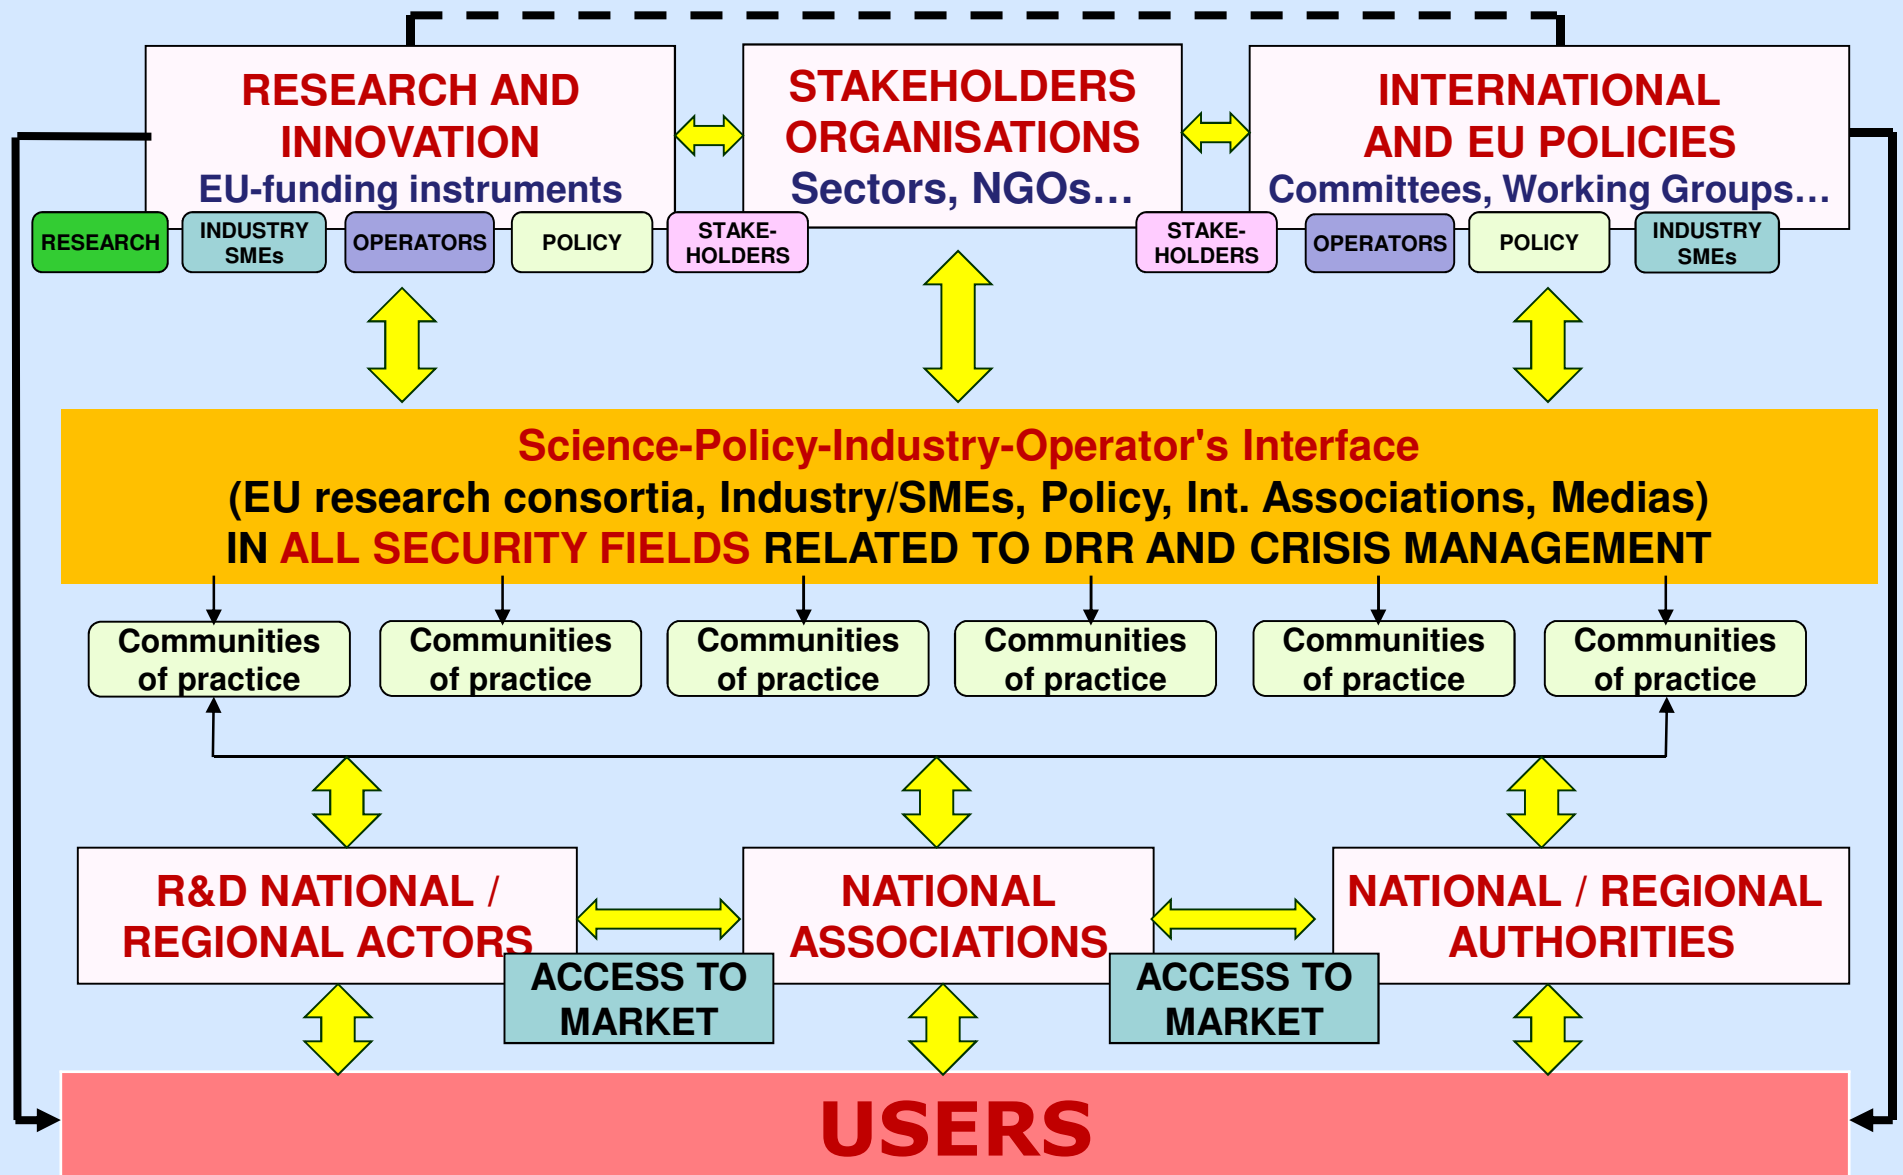 RESEARCH AND
INNOVATION
EU-funding instruments
STAKEHOLDERS
ORGANISATIONS
Sectors, NGOs…
INTERNATIONAL
AND EU POLICIES
Committees, Working Groups…
RESEARCH
INDUSTRY
SMEs
OPERATORS
POLICY
STAKE-
HOLDERS
STAKE-
HOLDERS
OPERATORS
POLICY
INDUSTRY
SMEs
Science-Policy-Industry-Operator's Interface
(EU research consortia, Industry/SMEs, Policy, Int. Associations, Medias)
IN ALL SECURITY FIELDS RELATED TO DRR AND CRISIS MANAGEMENT
Communities
of practice
Communities
of practice
Communities
of practice
Communities
of practice
Communities
of practice
Communities
of practice
R&D NATIONAL /
REGIONAL ACTORS
NATIONAL
ASSOCIATIONS
NATIONAL / REGIONAL
AUTHORITIES
ACCESS TO
MARKET
ACCESS TO
MARKET
USERS